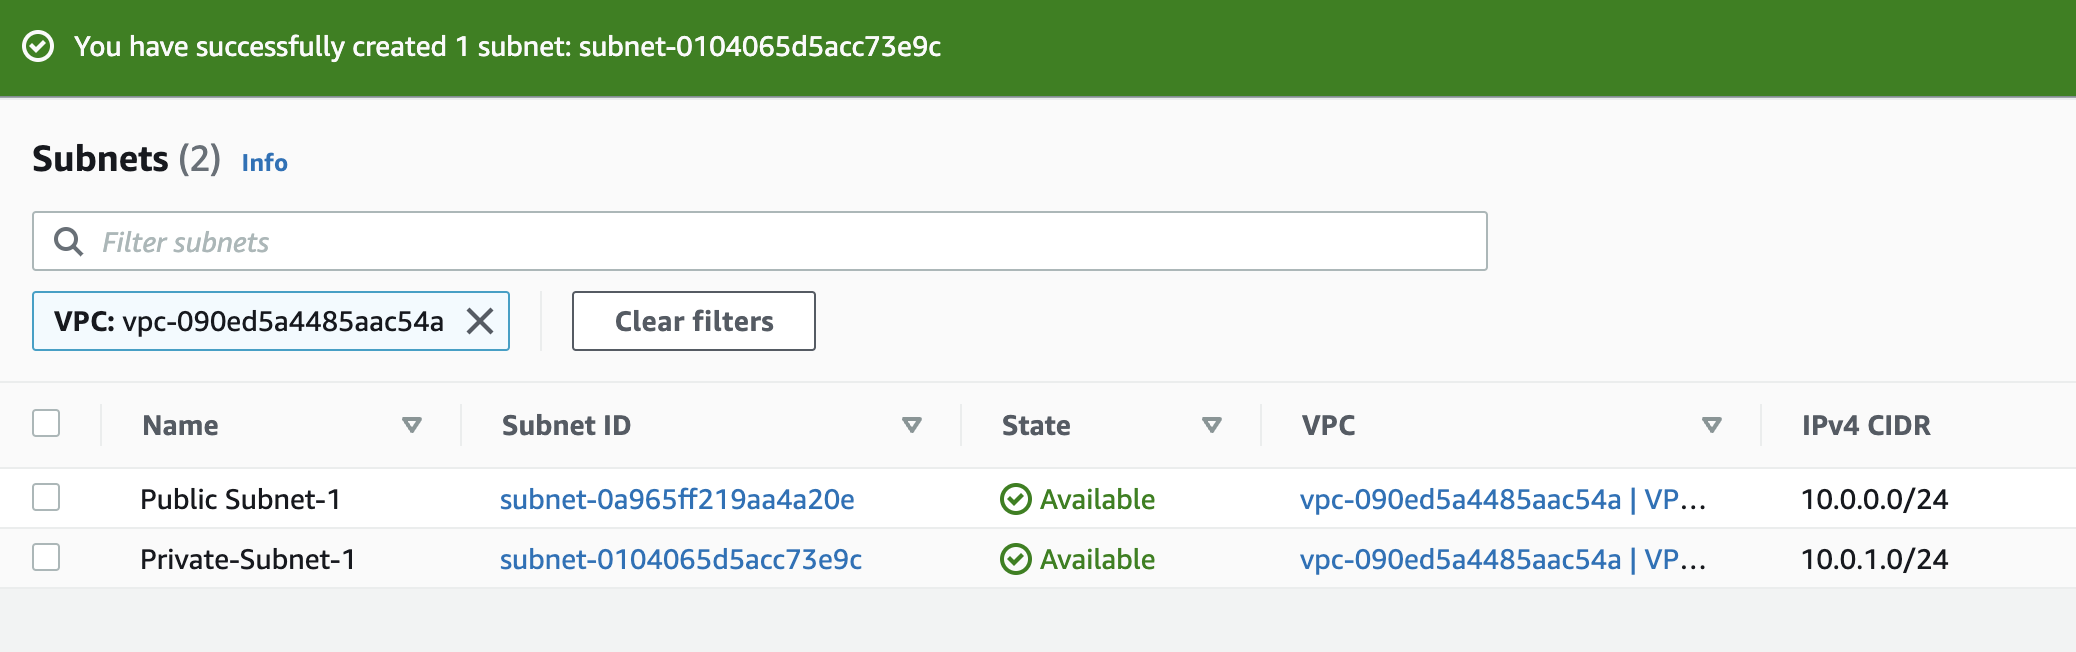 You have successfully created 1 subnet: subnet-0104065d5acc73e9c
Subnets (2) Info
Filter subnets
VPC: vpc-090ed5a4485aac54a Clear filters
Name Subnet ID State VPC IPv4 CIDR
Public Subnet-1 subnet-0a965ff219aa4a20e Available vpc-090ed5a4485aac54a | VP... 10.0.0.0/24
Private-Subnet-1 subnet-0104065d5acc73e9c Available vpc-090ed5a4485aac54a | VP... 10.0.1.0/24